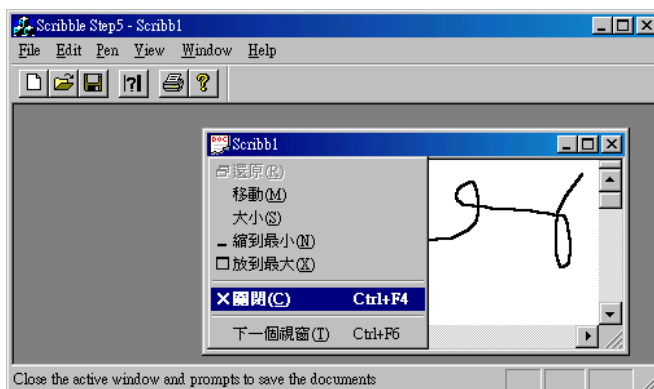 Scribble Step5 - Scribb1
File Edit Pen View Window Help
Scribb1
還原(R)
移動(M)
大小(S)
縮到最小(N)
放到最大(X)
關閉(C) Ctrl+F4
下一個視窗(T) Ctrl+F6
Close the active window and prompts to save the documents